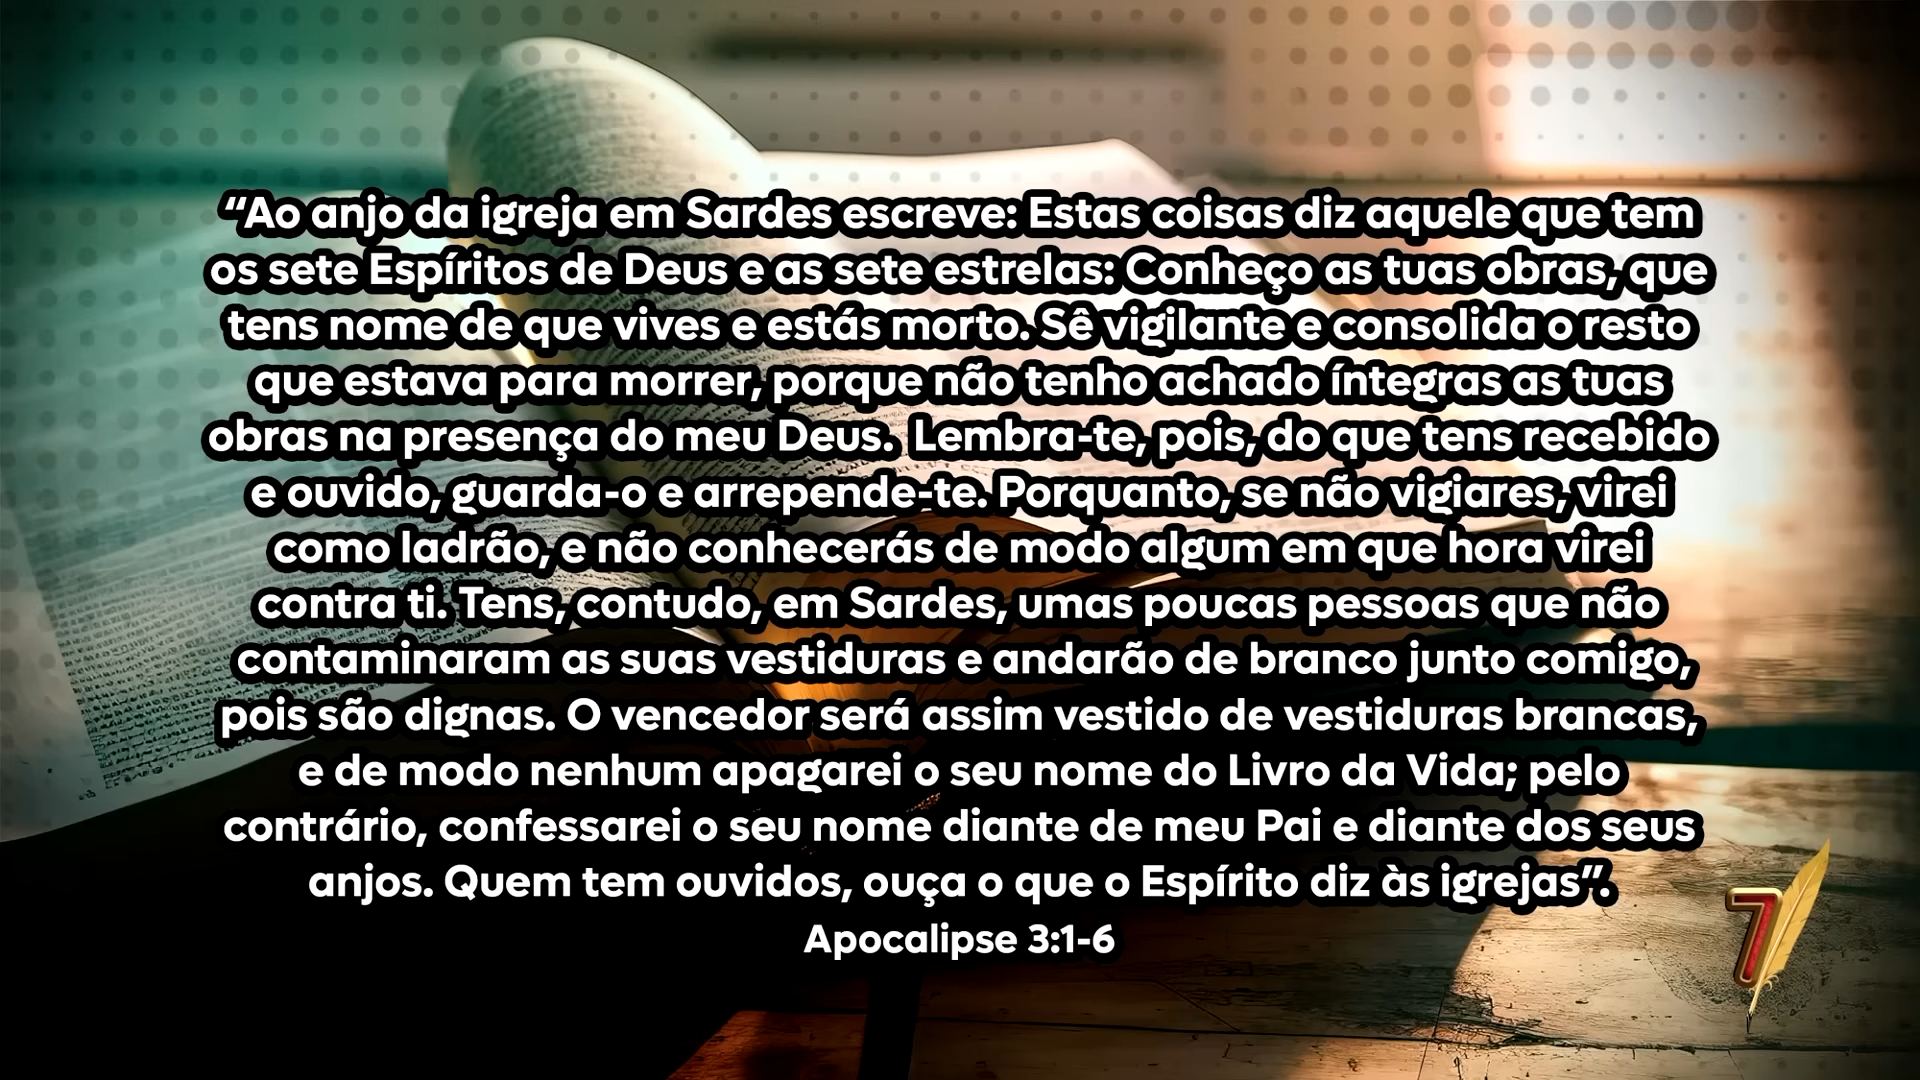 “Ao anjo da igreja em Sardes escreve: Estas coisas diz aquele que tem
os sete Espíritos de Deus e as sete estrelas: Conheço as tuas obras, que
tens nome de que vives e estás morto. Sê vigilante e consolida o resto
que estava para morrer, porque não tenho achado íntegras as tuas
obras na presença do meu Deus.  Lembra-te, pois, do que tens recebido
e ouvido, guarda-o e arrepende-te. Porquanto, se não vigiares, virei
como ladrão, e não conhecerás de modo algum em que hora virei
contra ti. Tens, contudo, em Sardes, umas poucas pessoas que não
contaminaram as suas vestiduras e andarão de branco junto comigo,
pois são dignas. O vencedor será assim vestido de vestiduras brancas,
e de modo nenhum apagarei o seu nome do Livro da Vida; pelo
contrário, confessarei o seu nome diante de meu Pai e diante dos seus
anjos. Quem tem ouvidos, ouça o que o Espírito diz às igrejas”.
Apocalipse 3:1-6
7